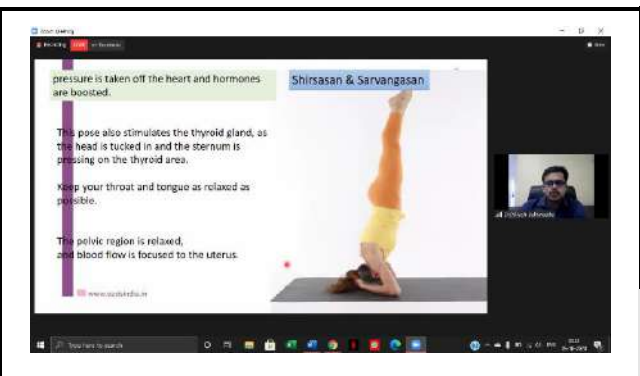 Recording
LIVE
pressure is taken off the heart and hormones
are boosted.
Shirsasan & Sarvangasan
This pose also stimulates the thyroid gland, as
the head is tucked in and the sternum is
pressing on the thyroid area.
Keep your throat and tongue as relaxed as
possible.
The pelvic region is relaxed,
and blood flow is focused to the uterus.
Type here to search